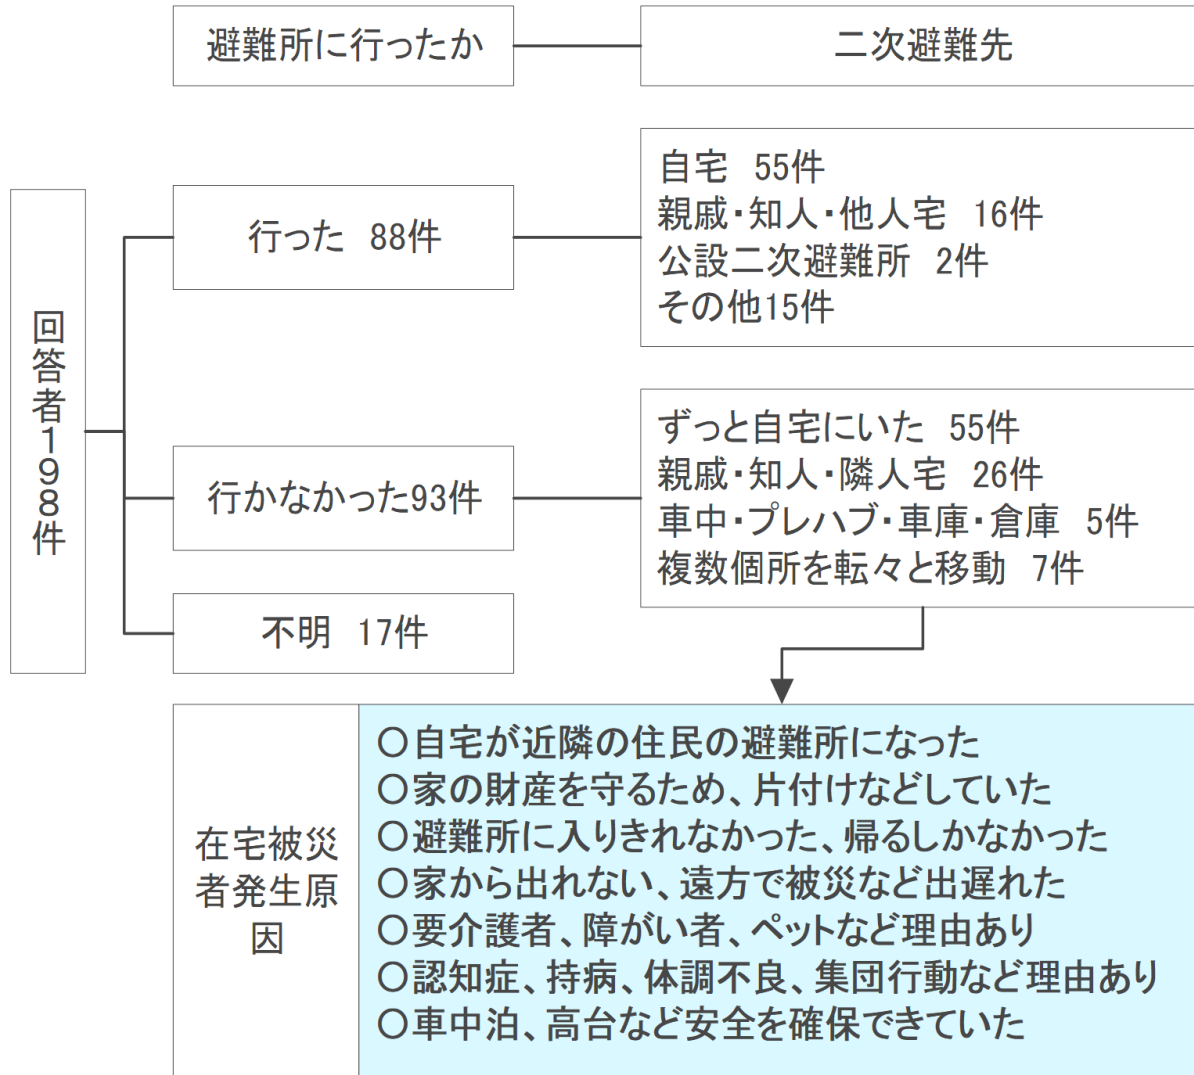 避難所に行ったか
二次避難先
回答者198件
行った 88件
自宅 55件
親戚・知人・他人宅 16件
公設二次避難所 2件
その他15件
行かなかった93件
ずっと自宅にいた 55件
親戚・知人・隣人宅 26件
車中・プレハブ・車庫・倉庫 5件
複数個所を転々と移動 7件
不明 17件
在宅被災
者発生原
因
〇自宅が近隣の住民の避難所になった
〇家の財産を守るため、片付けなどしていた
〇避難所に入りきれなかった、帰るしかなかった
〇家から出れない、遠方で被災など出遅れた
〇要介護者、障がい者、ペットなど理由あり
〇認知症、持病、体調不良、集団行動など理由あり
〇車中泊、高台など安全を確保できていた